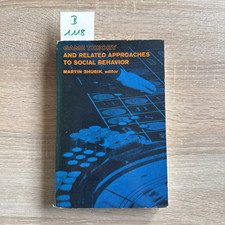 B
1118
GAME THEORY
AND RELATED APPROACHES
TO SOCIAL BEHAVIOR
MARTIN SHUBIK, editor